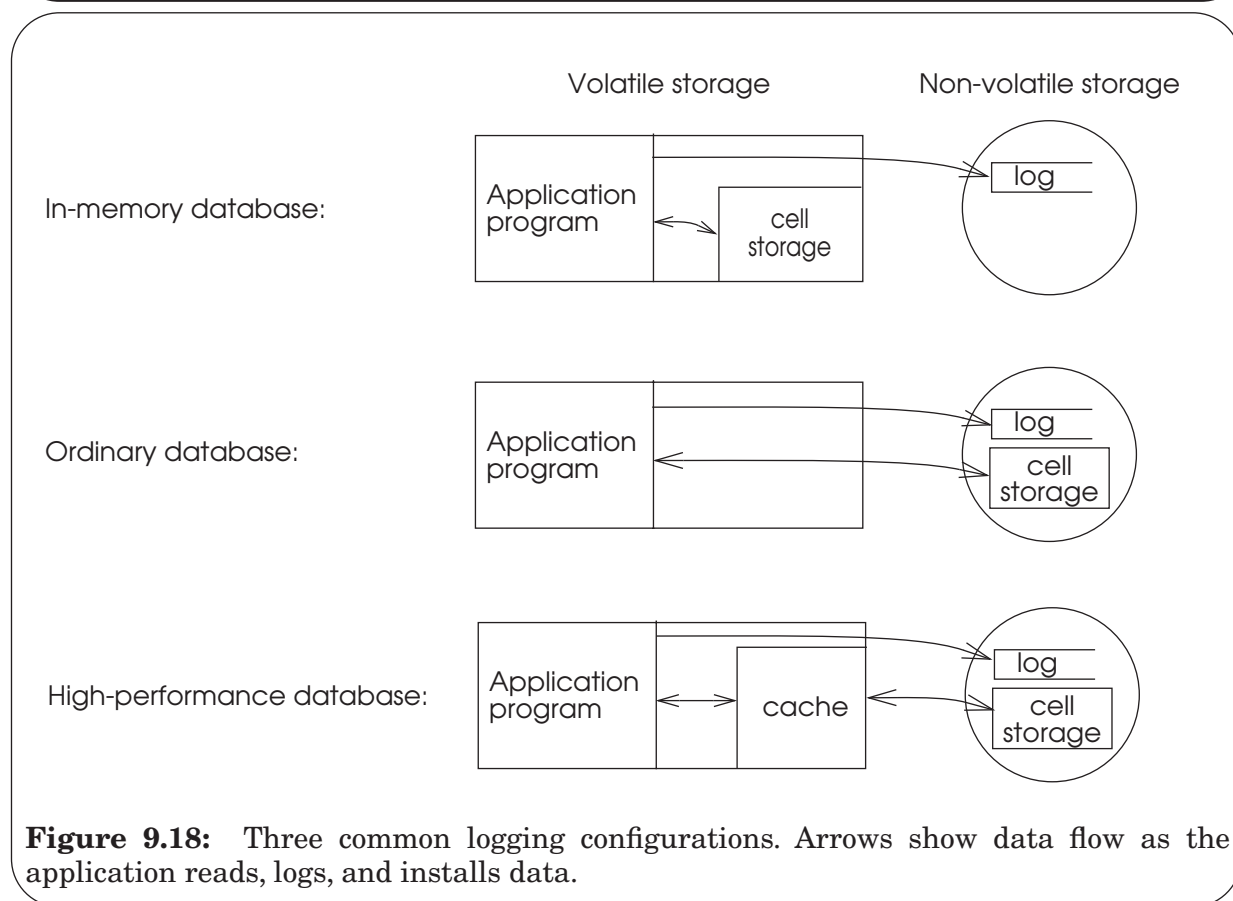 Volatile storage
Non-volatile storage
In-memory database:
Application
program
cell
storage
log
Ordinary database:
Application
program
log
cell
storage
High-performance database:
Application
program
cache
log
cell
storage
Figure 9.18: Three common logging configurations. Arrows show data flow as the
application reads, logs, and installs data.